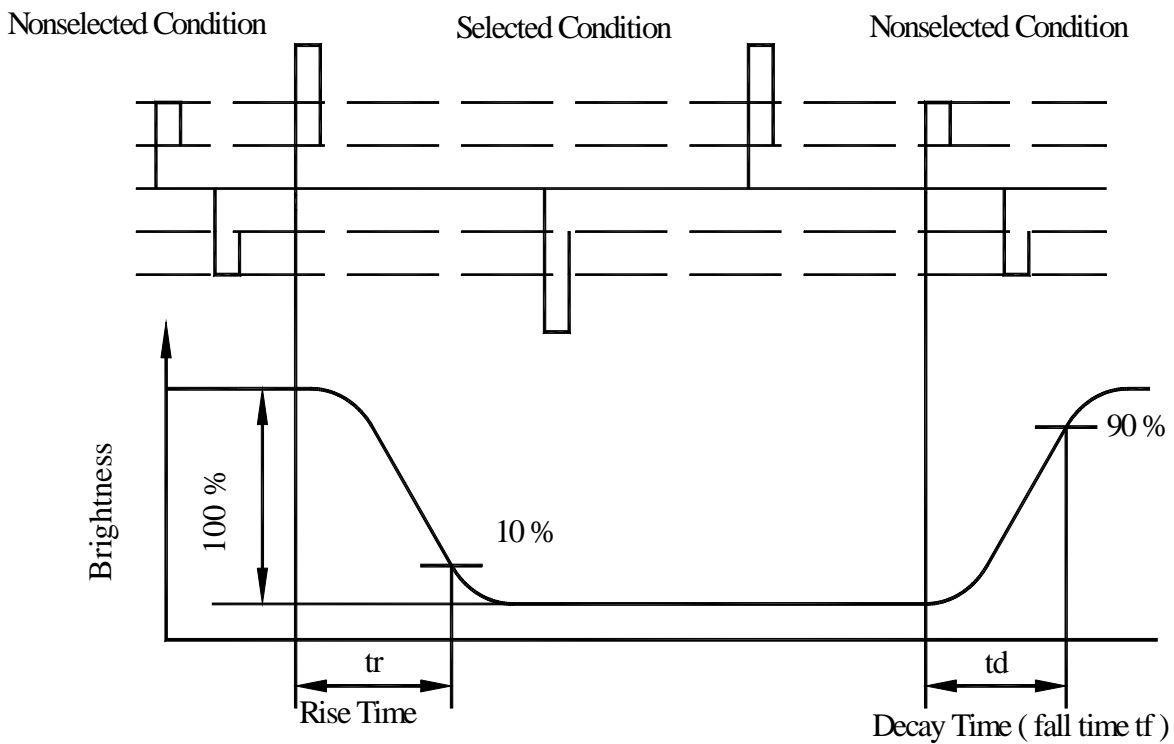 Nonselected Condition
Selected Condition
Nonselected Condition
Brightness
100 %
10 %
90 %
tr
td
Rise Time
Decay Time ( fall time tf )